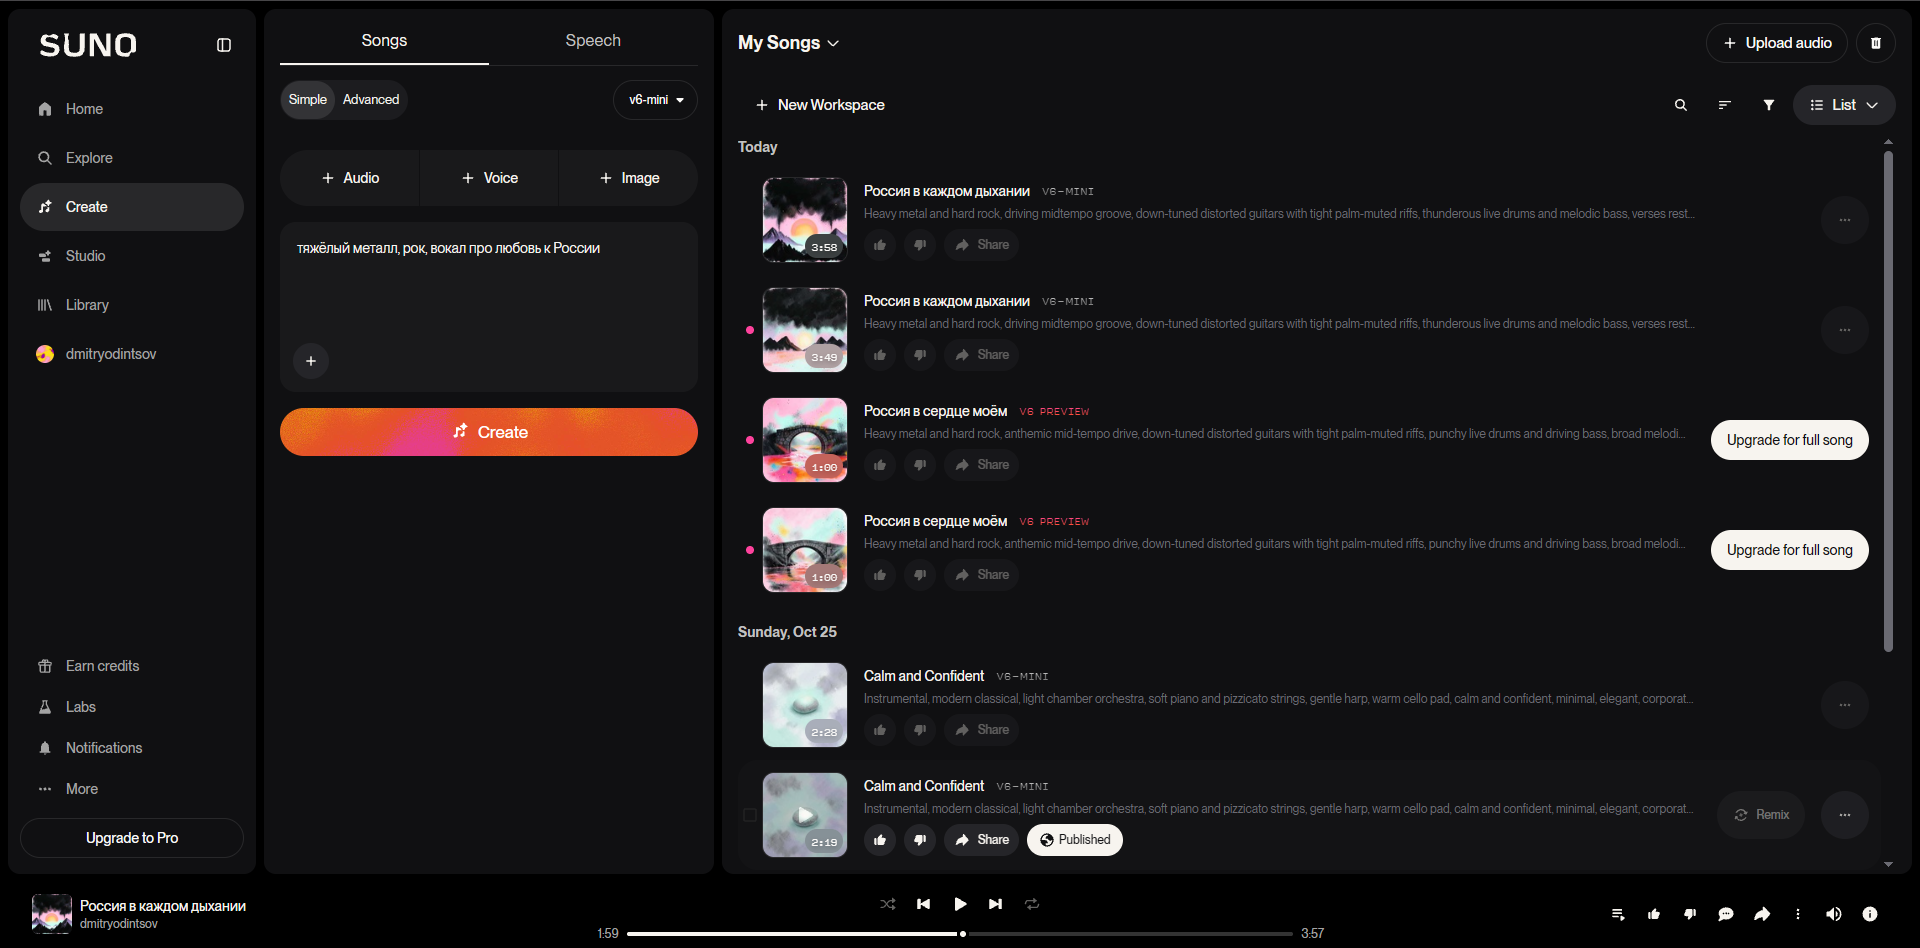 SUNO
Home
Explore
Create
Studio
Library
dmitryodintsov
Earn credits
Labs
Notifications
More
Upgrade to Pro
Songs Speech
Simple Advanced v6-mini
+ Audio + Voice + Image
тяжёлый металл, рок, вокал про любовь к России
+
Create
My Songs
+ Upload audio
+ New Workspace
List
Today
Россия в каждом дыхании V6-MINI
Heavy metal and hard rock, driving midtempo groove, down-tuned distorted guitars with tight palm-muted riffs, thunderous live drums and melodic bass, verses rest...
3:58
Share
Россия в каждом дыхании V6-MINI
Heavy metal and hard rock, driving midtempo groove, down-tuned distorted guitars with tight palm-muted riffs, thunderous live drums and melodic bass, verses rest...
3:49
Share
Россия в сердце моём V6 PREVIEW
Heavy metal and hard rock, anthemic mid-tempo drive, down-tuned distorted guitars with tight palm-muted riffs, punchy live drums and driving bass, broad melodi...
Upgrade for full song
1:00
Share
Россия в сердце моём V6 PREVIEW
Heavy metal and hard rock, anthemic mid-tempo drive, down-tuned distorted guitars with tight palm-muted riffs, punchy live drums and driving bass, broad melodi...
Upgrade for full song
1:00
Share
Sunday, Oct 25
Calm and Confident V6-MINI
Instrumental, modern classical, light chamber orchestra, soft piano and pizzicato strings, gentle harp, warm cello pad, calm and confident, minimal, elegant, corporat...
2:28
Share
Calm and Confident V6-MINI
Instrumental, modern classical, light chamber orchestra, soft piano and pizzicato strings, gentle harp, warm cello pad, calm and confident, minimal, elegant, corporat...
Remix
2:19
Share Published
Россия в каждом дыхании
dmitryodintsov
1:59 3:57